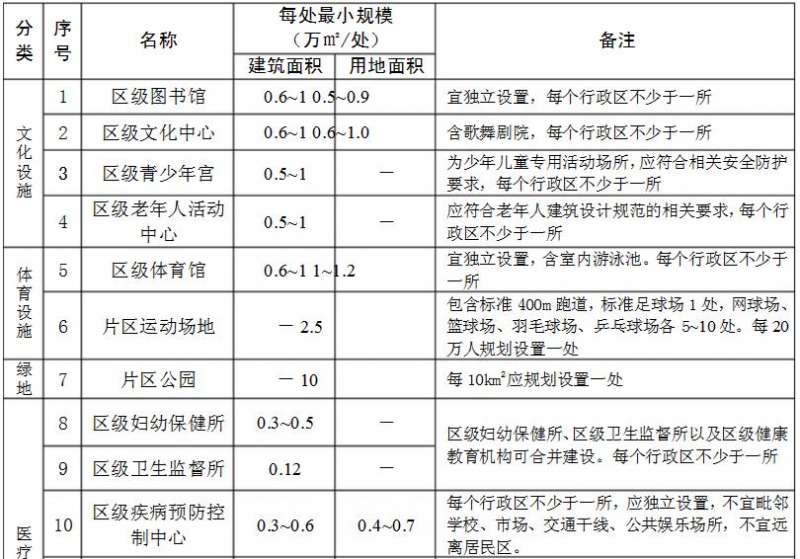 分类 序号 名称 每处最小规模（万㎡/处） 备注
建筑面积 用地面积
文化设施
1 区级图书馆 0.6~1 0.5~0.9 宜独立设置，每个行政区不少于一所
2 区级文化中心 0.6~1 0.6~1.0 含歌舞剧院，每个行政区不少于一所
3 区级青少年宫 0.5~1 — 为少年儿童专用活动场所，应符合相关安全防护
要求，每个行政区不少于一所
4 区级老年人活动
中心 0.5~1 — 应符合老年人建筑设计规范的相关要求，每个行
政区不少于一所
体育设施
5 区级体育馆 0.6~1 1~1.2 宜独立设置，含室内游泳池。每个行政区不少于
一所
6 片区运动场地 — 2.5 包含标准 400m 跑道，标准足球场 1 处，网球场、
篮球场、羽毛球场、乒乓球场各 5~10 处。每 20
万人规划设置一处
绿地
7 片区公园 — 10 每 10km²应规划设置一处
医疗
8 区级妇幼保健所 0.3~0.5 —
区级妇幼保健所、区级卫生监督所以及区级健康
教育机构可合并建设。每个行政区不少于一所
9 区级卫生监督所 0.12 —
10 区级疾病预防控
制中心 0.3~0.6 0.4~0.7 每个行政区不少于一所，应独立设置，不宜毗邻
学校、市场、交通干线、公共娱乐场所，不宜远
离居民区。